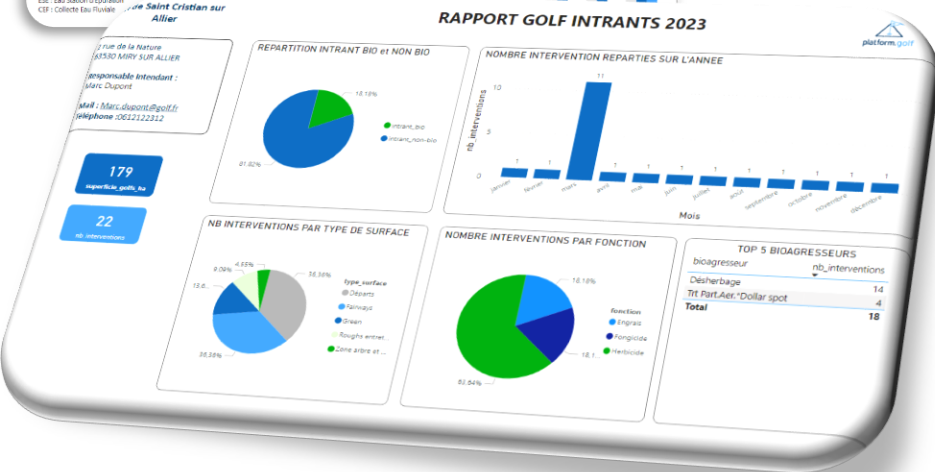 CEF : Collecte Eau Fluviale
de Saint Cristian sur
Allier
RAPPORT GOLF INTRANTS 2023
platform.golf
rue de la Nature
63530 MIRY SUR ALLIER
Responsable Intendant :
Marc Dupont
Mail : Marc.dupont@golf.fr
Téléphone :0612122312
179
superficie_golfs_ha
22
nb_interventions
REPARTITION INTRANT BIO et NON BIO
18,18%
81,82%
intrant_bio
intrant_non-bio
NOMBRE INTERVENTION REPARTIES SUR L'ANNEE
nb_interventions
10
5
0
1
1
11
1
1
1
1
1
1
1
1
1
janvier
février
mars
avril
mai
juin
juillet
août
septembre
octobre
novembre
décembre
Mois
NB INTERVENTIONS PAR TYPE DE SURFACE
4,55%
9,09%
13,6...
36,36%
36,36%
type_surface
Départs
Fairways
Green
Roughs entret...
Zone arbre et ...
NOMBRE INTERVENTIONS PAR FONCTION
18,18%
18,1...
63,64%
fonction
Engrais
Fongicide
Herbicide
TOP 5 BIOAGRESSEURS
bioagresseur nb_interventions
Désherbage 14
Trt Part.Aer.*Dollar spot 4
Total 18